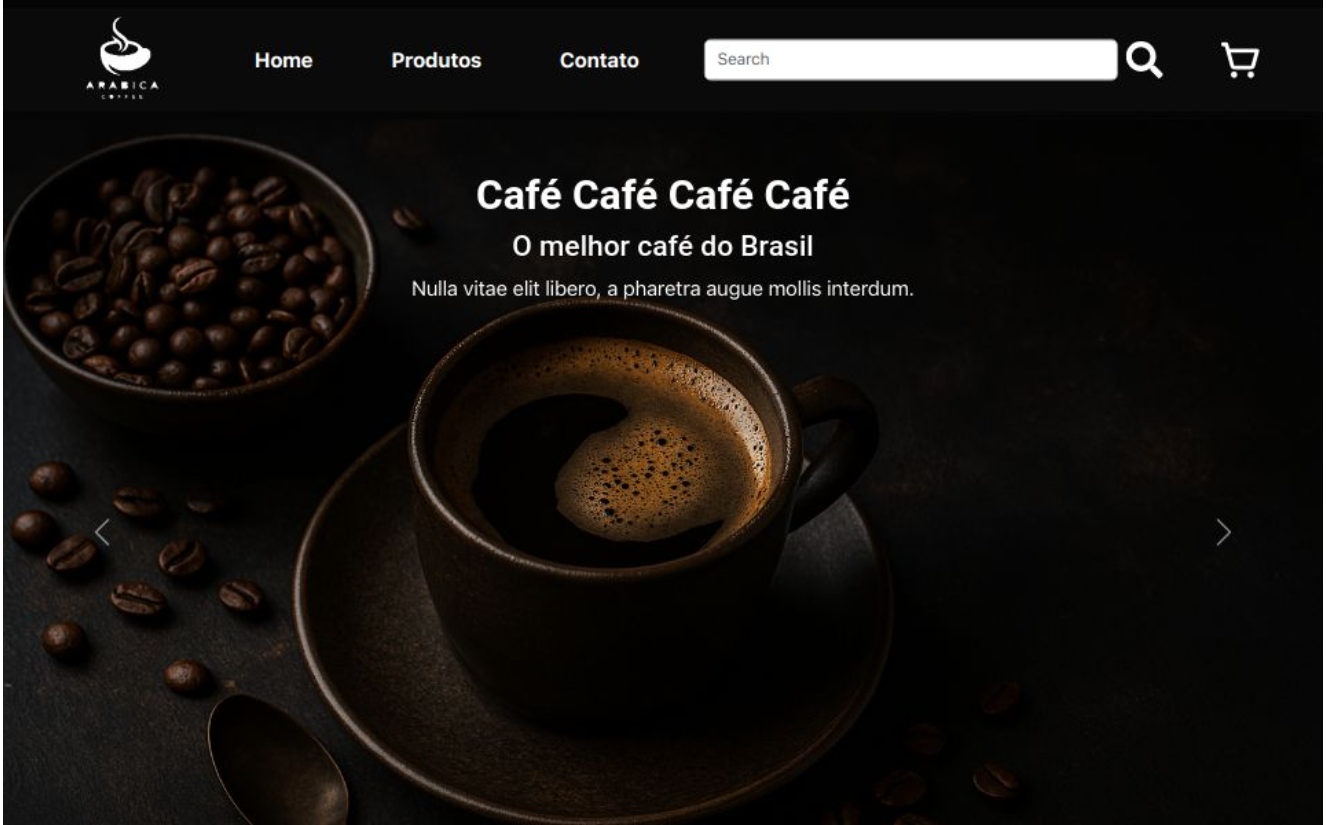 ARABICA
COFFEE
Home Produtos Contato Search
Café Café Café Café
O melhor café do Brasil
Nulla vitae elit libero, a pharetra augue mollis interdum.